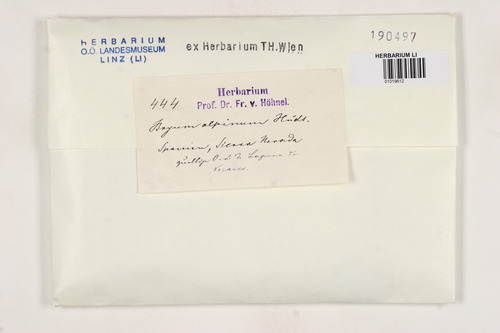 HERBARIUM
O.Ö. LANDESMUSEUM
LINZ (LI)
ex Herbarium TH.Wien
190497
HERBARIUM LI
01019612
Herbarium
444
Prof. Dr. Fr. v. Höhnel.
Bryum alpinum Huds.
Spanien, Sierra Nevada